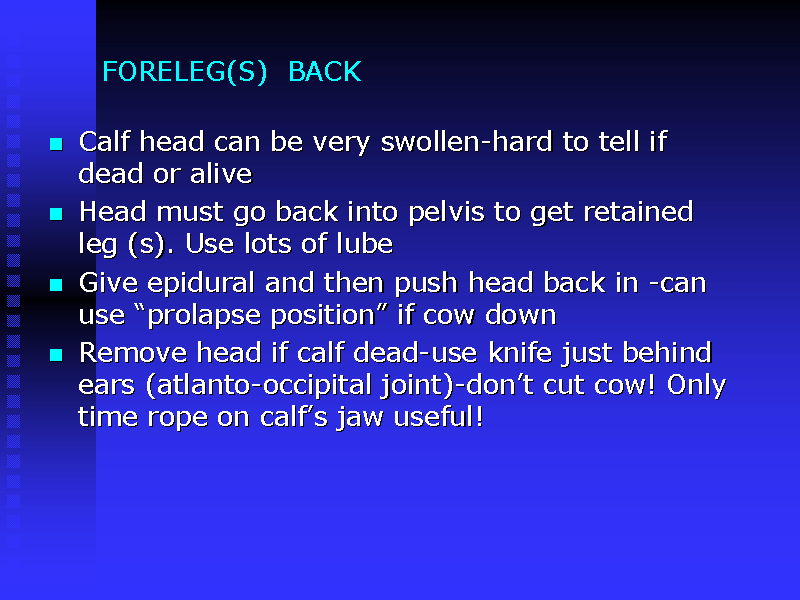 FORELEG(S) BACK
Calf head can be very swollen-hard to tell if
dead or alive
Head must go back into pelvis to get retained
leg (s). Use lots of lube
Give epidural and then push head back in -can
use “prolapse position” if cow down
Remove head if calf dead-use knife just behind
ears (atlanto-occipital joint)-don’t cut cow! Only
time rope on calf’s jaw useful!